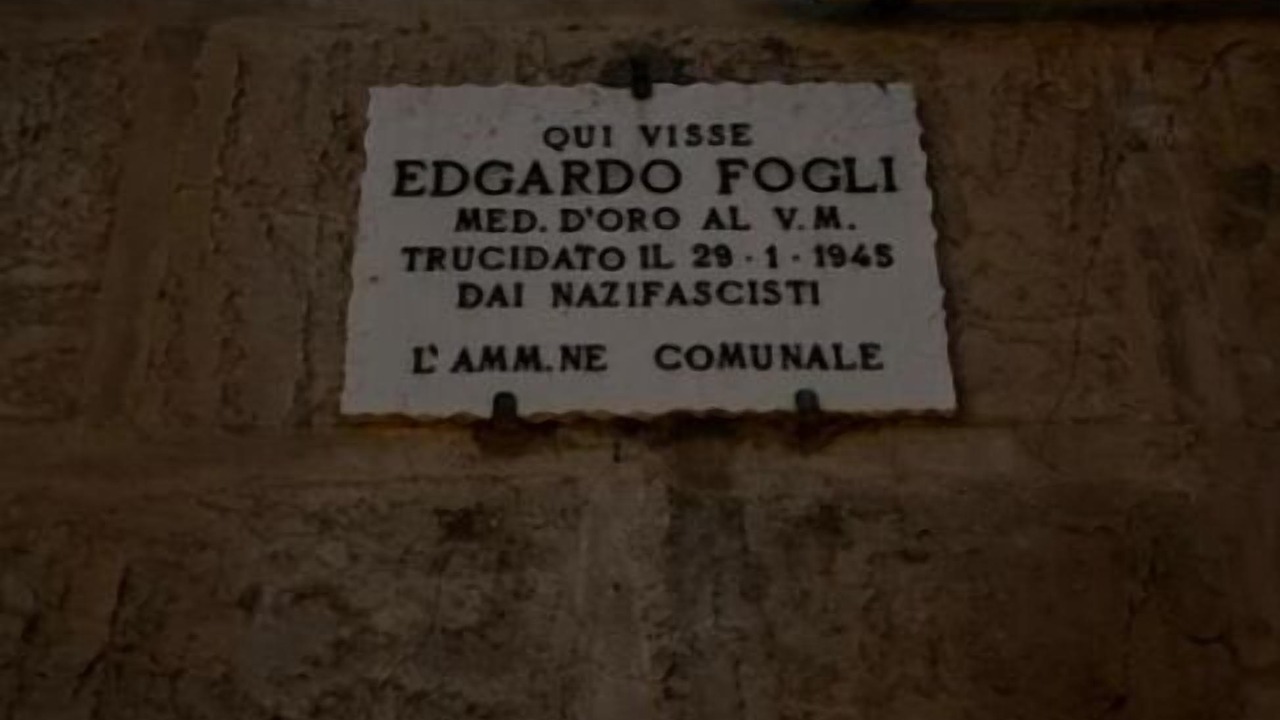 QUI VISSE
EDGARDO FOGLI
MED. D'ORO AL V. M.
TRUCIDATO IL 29 · 1 · 1945
DAI NAZIFASCISTI
L'AMM.NE COMUNALE